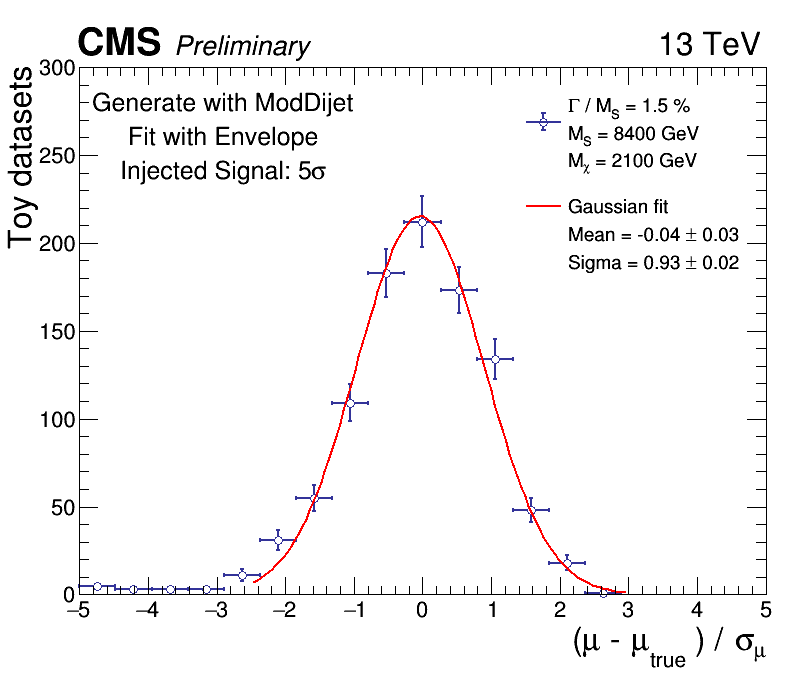 CMS Preliminary 13 TeV
Toy datasets
300
250
200
150
100
50
0
Generate with ModDijet
Fit with Envelope
Injected Signal: 5σ
Γ / M_S = 1.5 %
M_S = 8400 GeV
M_χ = 2100 GeV
Gaussian fit
Mean = -0.04 ± 0.03
Sigma = 0.93 ± 0.02
−5 −4 −3 −2 −1 0 1 2 3 4 5
(μ - μ_true) / σ_μ